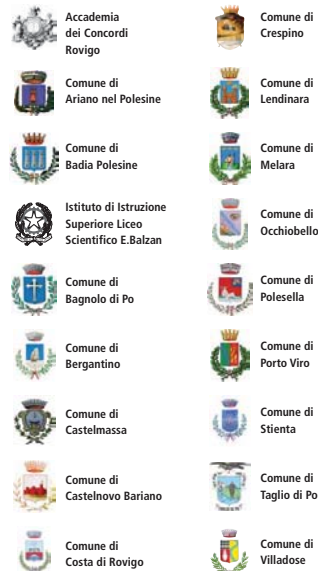 Accademia
dei Concordi
Rovigo
Comune di
Ariano nel Polesine
Comune di
Badia Polesine
Istituto di Istruzione
Superiore Liceo
Scientifico E.Balzan
Comune di
Bagnolo di Po
Comune di
Bergantino
Comune di
Castelmassa
Comune di
Castelnovo Bariano
Comune di
Costa di Rovigo
Comune di
Crespino
Comune di
Lendinara
Comune di
Melara
Comune di
Occhiobello
Comune di
Polesella
Comune di
Porto Viro
Comune di
Stienta
Comune di
Taglio di Po
Comune di
Villadose